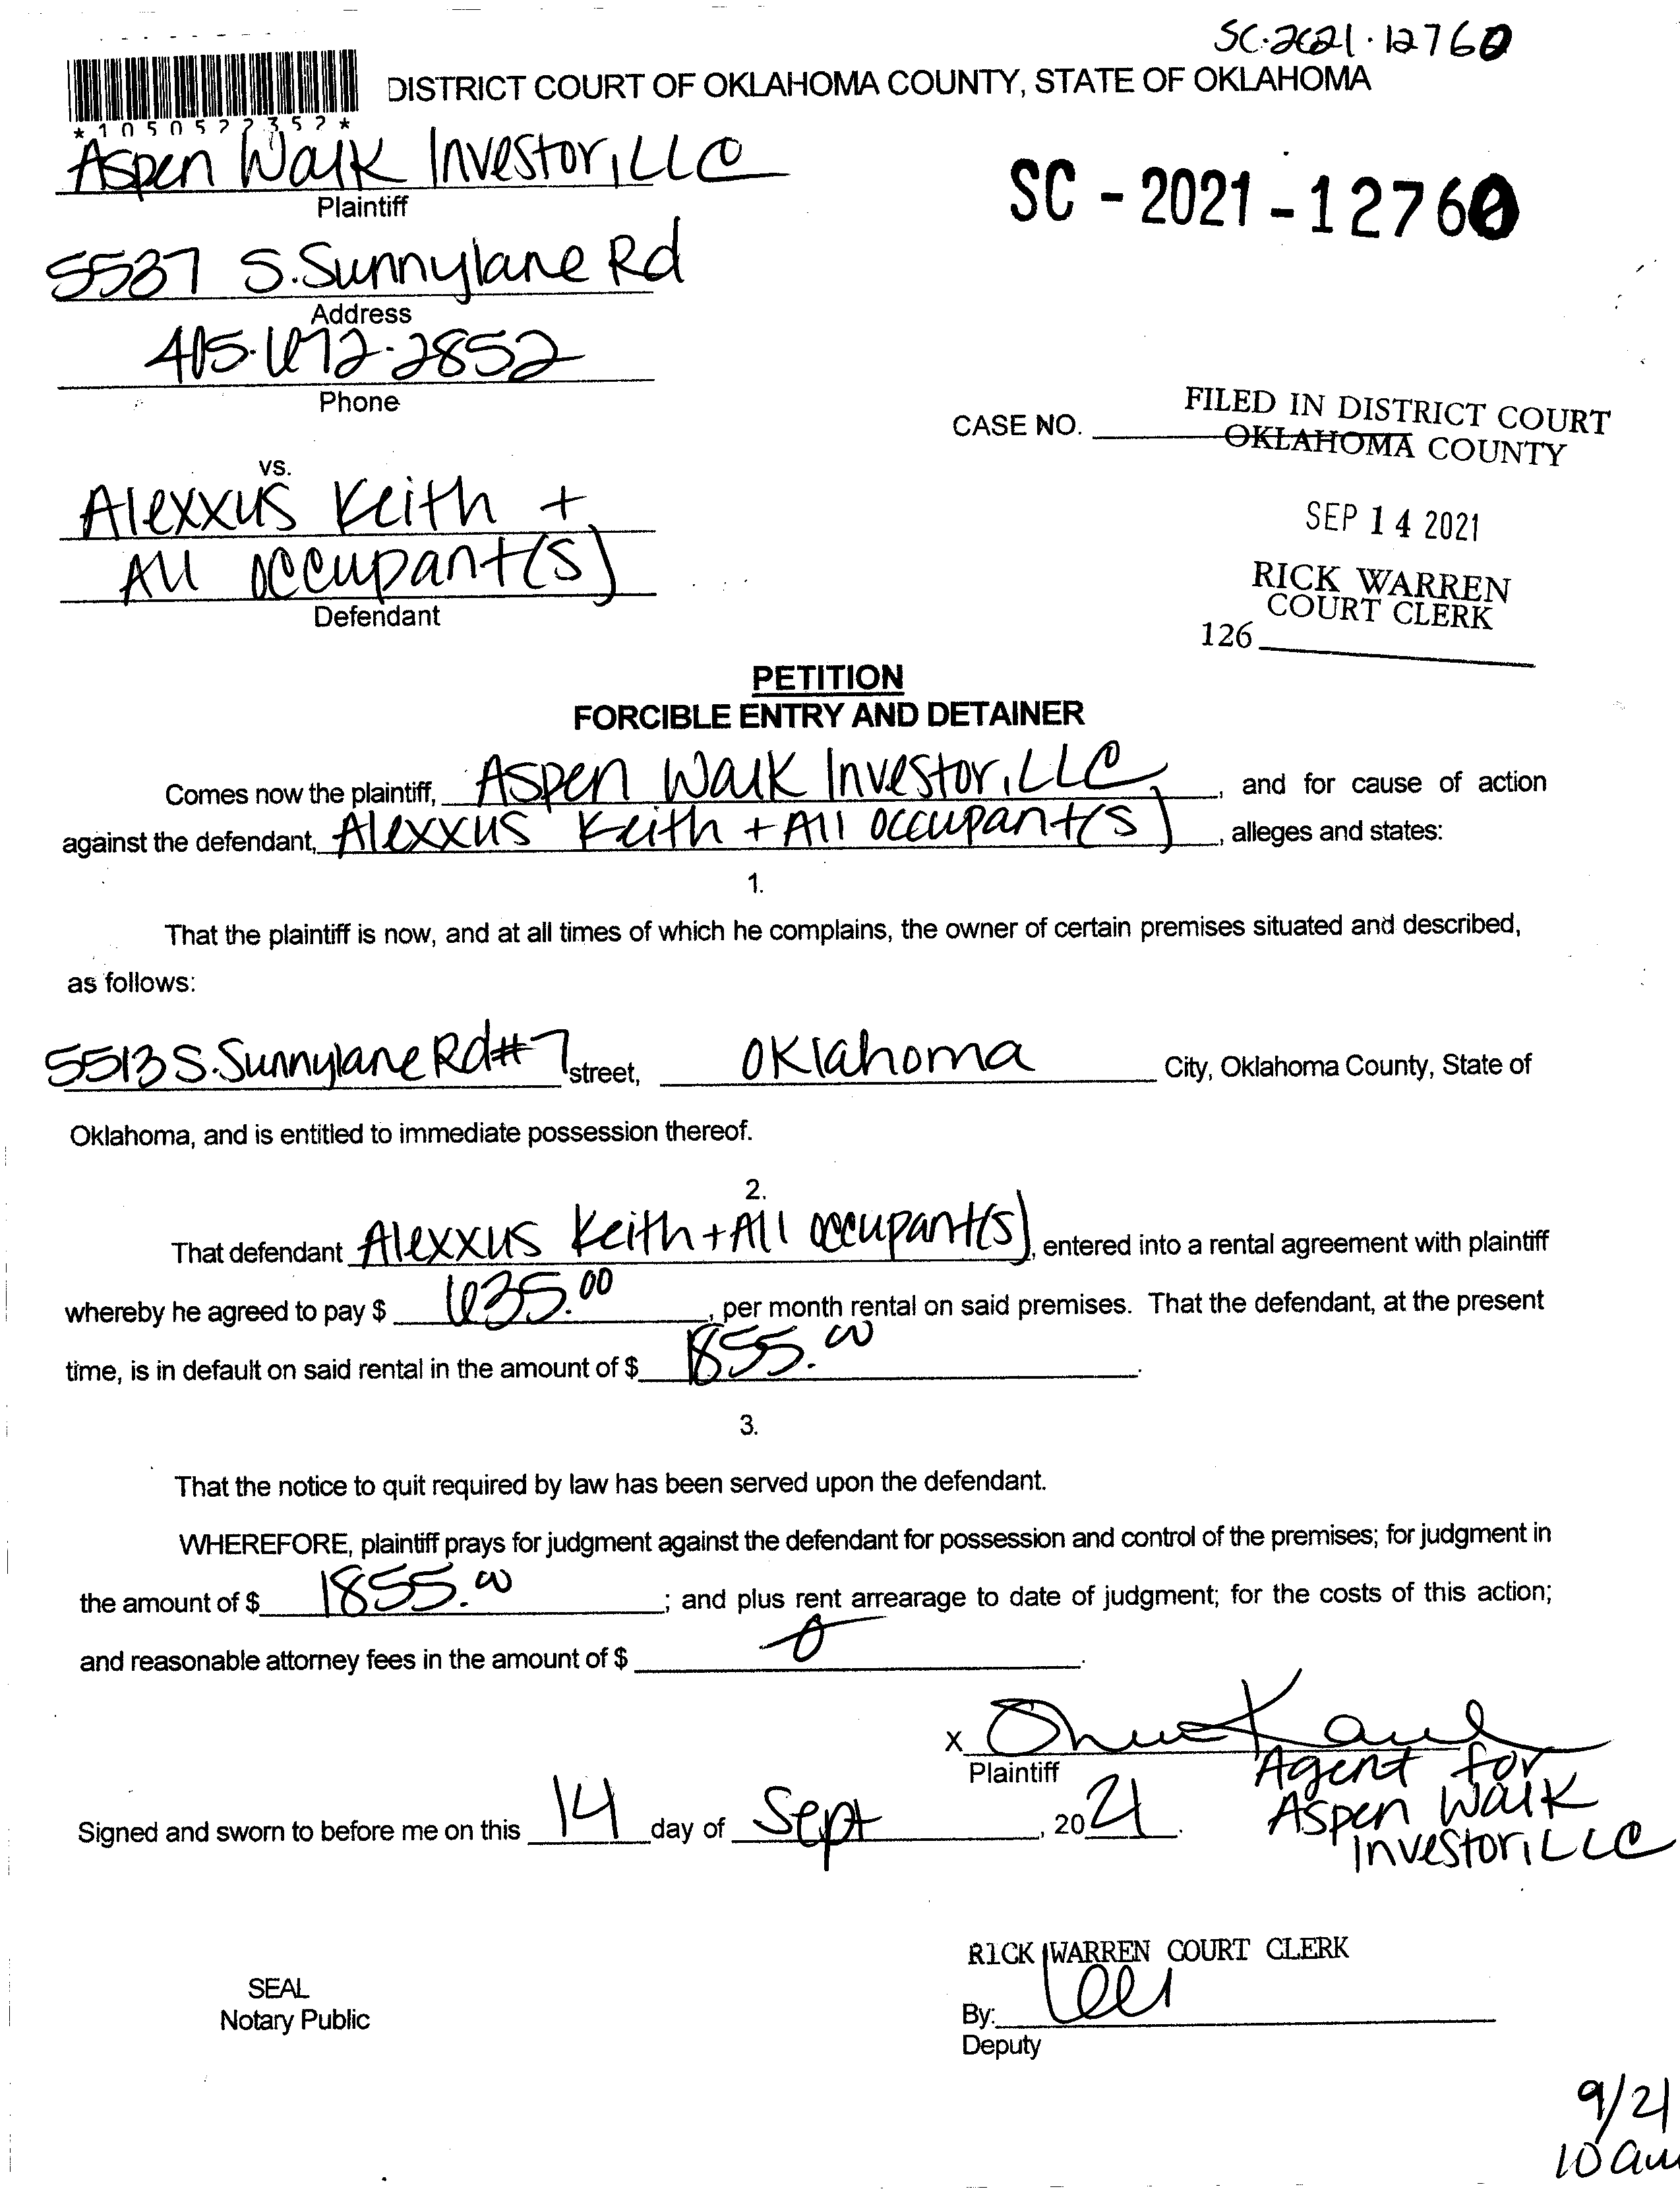 SC-2021-12760
DISTRICT COURT OF OKLAHOMA COUNTY, STATE OF OKLAHOMA
*1050522352*
Aspen Walk Investor, LLC
Plaintiff
SC - 2021 - 12760
5537 S. Sunnylane Rd
Address
405-672-2852
Phone
CASE NO.
FILED IN DISTRICT COURT
OKLAHOMA COUNTY
vs.
Alexxus Keith +
All occupant(s)
Defendant
SEP 14 2021
RICK WARREN
COURT CLERK
126
PETITION
FORCIBLE ENTRY AND DETAINER
Comes now the plaintiff, Aspen Walk Investor, LLC, and for cause of action
against the defendant, Alexxus Keith + All occupant(s), alleges and states:
1.
That the plaintiff is now, and at all times of which he complains, the owner of certain premises situated and described,
as follows:
5513 S. Sunnylane Rd #7 street, Oklahoma City, Oklahoma County, State of
Oklahoma, and is entitled to immediate possession thereof.
2.
That defendant Alexxus Keith + All occupant(s), entered into a rental agreement with plaintiff
whereby he agreed to pay $ 635.00, per month rental on said premises. That the defendant, at the present
time, is in default on said rental in the amount of $ 1855.00.
3.
That the notice to quit required by law has been served upon the defendant.
WHEREFORE, plaintiff prays for judgment against the defendant for possession and control of the premises; for judgment in
the amount of $ 1855.00; and plus rent arrearage to date of judgment; for the costs of this action;
and reasonable attorney fees in the amount of $ 0.
X
Plaintiff
Agent for
Aspen Walk
Investor, LLC
Signed and sworn to before me on this 14 day of Sept, 2021.
RICK WARREN COURT CLERK
SEAL
Notary Public
By:
Deputy
9/21
10 am